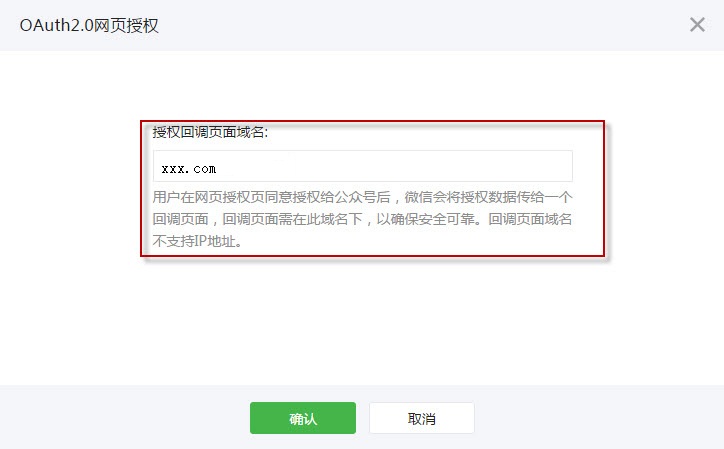 OAuth2.0网页授权
授权回调页面域名:
xxx.com
用户在网页授权页同意授权给公众号后，微信会将授权数据传给一个
回调页面，回调页面需在此域名下，以确保安全可靠。回调页面域名
不支持IP地址。
确认 取消